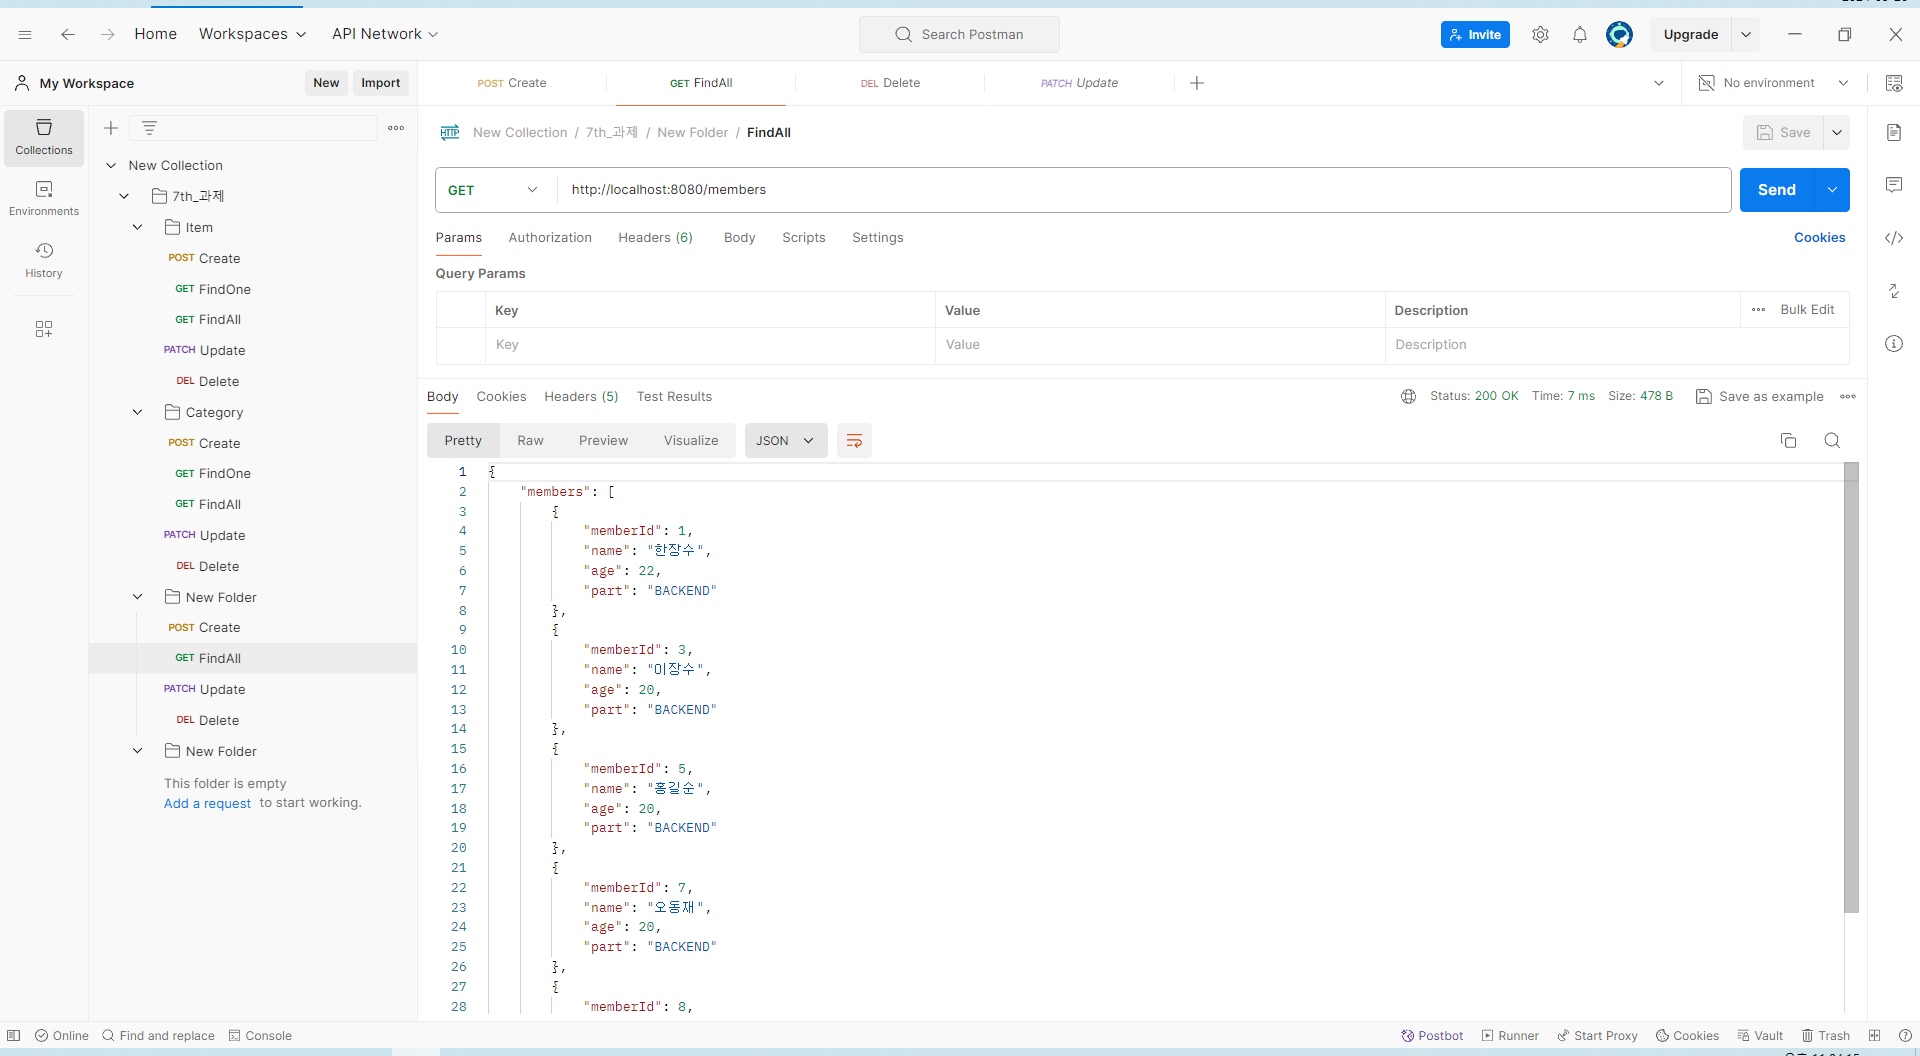 Home Workspaces API Network Search Postman Invite Upgrade
My Workspace New Import POST Create GET FindAll DEL Delete PATCH Update No environment
HTTP New Collection / 7th_과제 / New Folder / FindAll Save
Collections
Environments
History
New Collection
7th_과제
Item
POST Create
GET FindOne
GET FindAll
PATCH Update
DEL Delete
Category
POST Create
GET FindOne
GET FindAll
PATCH Update
DEL Delete
New Folder
POST Create
GET FindAll
PATCH Update
DEL Delete
New Folder
This folder is empty
Add a request to start working.
GET http://localhost:8080/members Send
Params Authorization Headers (6) Body Scripts Settings Cookies
Query Params
Key Value Description Bulk Edit
Key Value Description
Body Cookies Headers (5) Test Results Status: 200 OK Time: 7 ms Size: 478 B Save as example
Pretty Raw Preview Visualize JSON
1 {
2 "members": [
3 {
4 "memberId": 1,
5 "name": "한장수",
6 "age": 22,
7 "part": "BACKEND"
8 },
9 {
10 "memberId": 3,
11 "name": "이장수",
12 "age": 20,
13 "part": "BACKEND"
14 },
15 {
16 "memberId": 5,
17 "name": "홍길순",
18 "age": 20,
19 "part": "BACKEND"
20 },
21 {
22 "memberId": 7,
23 "name": "오동재",
24 "age": 20,
25 "part": "BACKEND"
26 },
27 {
28 "memberId": 8,
Online Find and replace Console Postbot Runner Start Proxy Cookies Vault Trash